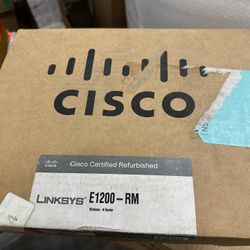 CISCO
Cisco Certified Refurbished
LINKSYS® E1200-RM
Wireless - N Router